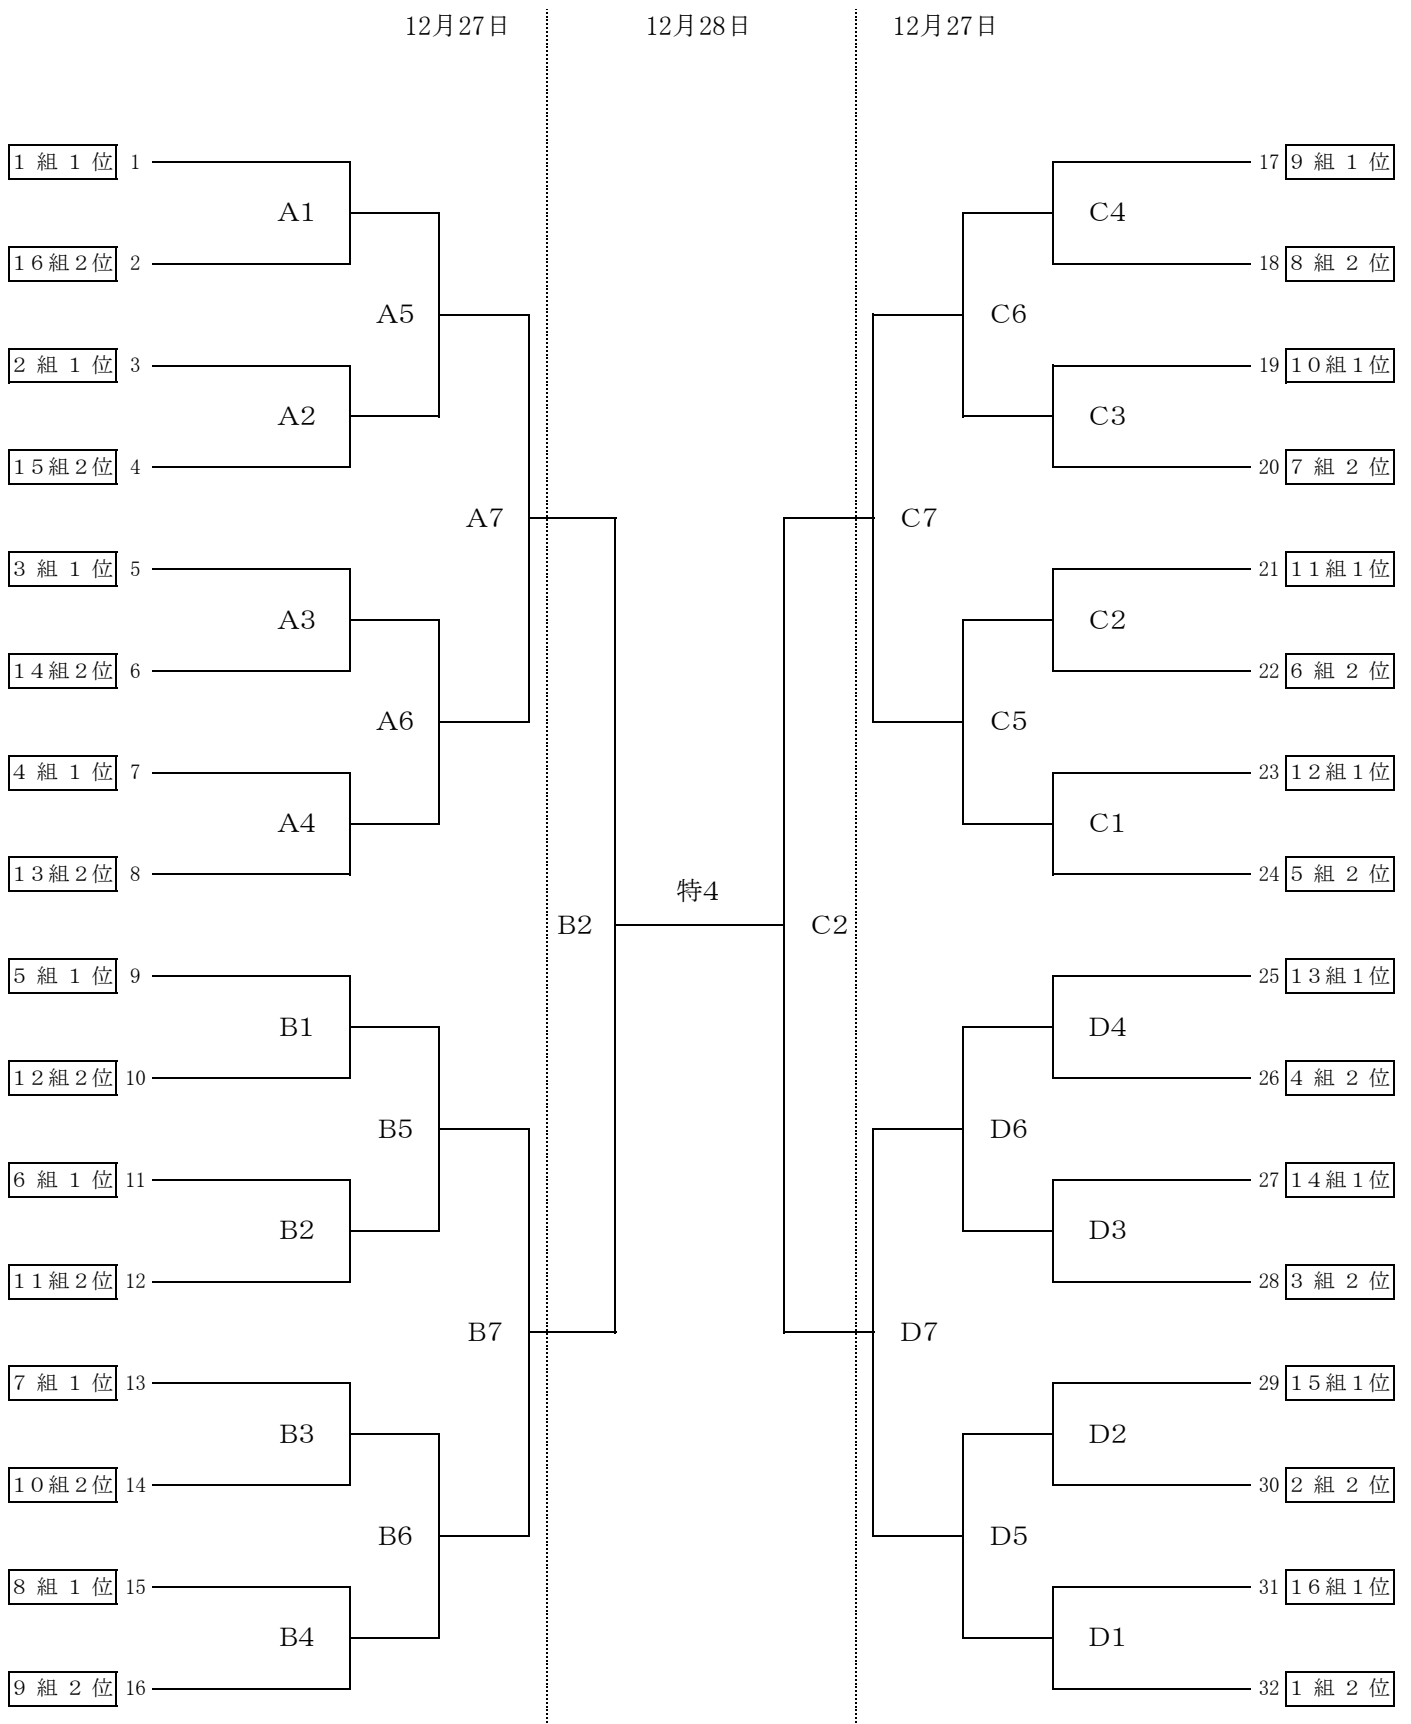 12月27日 12月28日 12月27日
1 組 1 位 1 17 9 組 1 位
A1 C4
16組2位 2 18 8 組 2 位
A5 C6
2 組 1 位 3 19 10組1位
A2 C3
15組2位 4 20 7 組 2 位
A7 C7
3 組 1 位 5 21 11組1位
A3 C2
14組2位 6 22 6 組 2 位
A6 C5
4 組 1 位 7 23 12組1位
A4 C1
13組2位 8 24 5 組 2 位
特4
B2 C2
5 組 1 位 9 25 13組1位
B1 D4
12組2位 10 26 4 組 2 位
B5 D6
6 組 1 位 11 27 14組1位
B2 D3
11組2位 12 28 3 組 2 位
B7 D7
7 組 1 位 13 29 15組1位
B3 D2
10組2位 14 30 2 組 2 位
B6 D5
8 組 1 位 15 31 16組1位
B4 D1
9 組 2 位 16 32 1 組 2 位